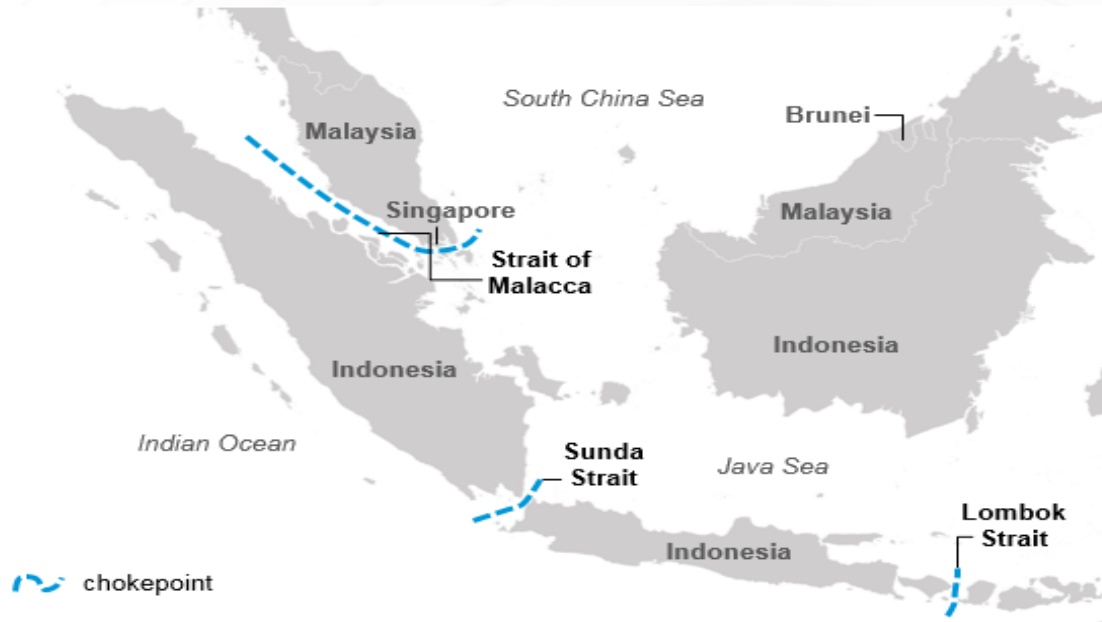 South China Sea
Brunei
Malaysia
Singapore
Malaysia
Strait of
Malacca
Indonesia
Indonesia
Indian Ocean
Sunda
Strait
Java Sea
Lombok
Strait
Indonesia
chokepoint